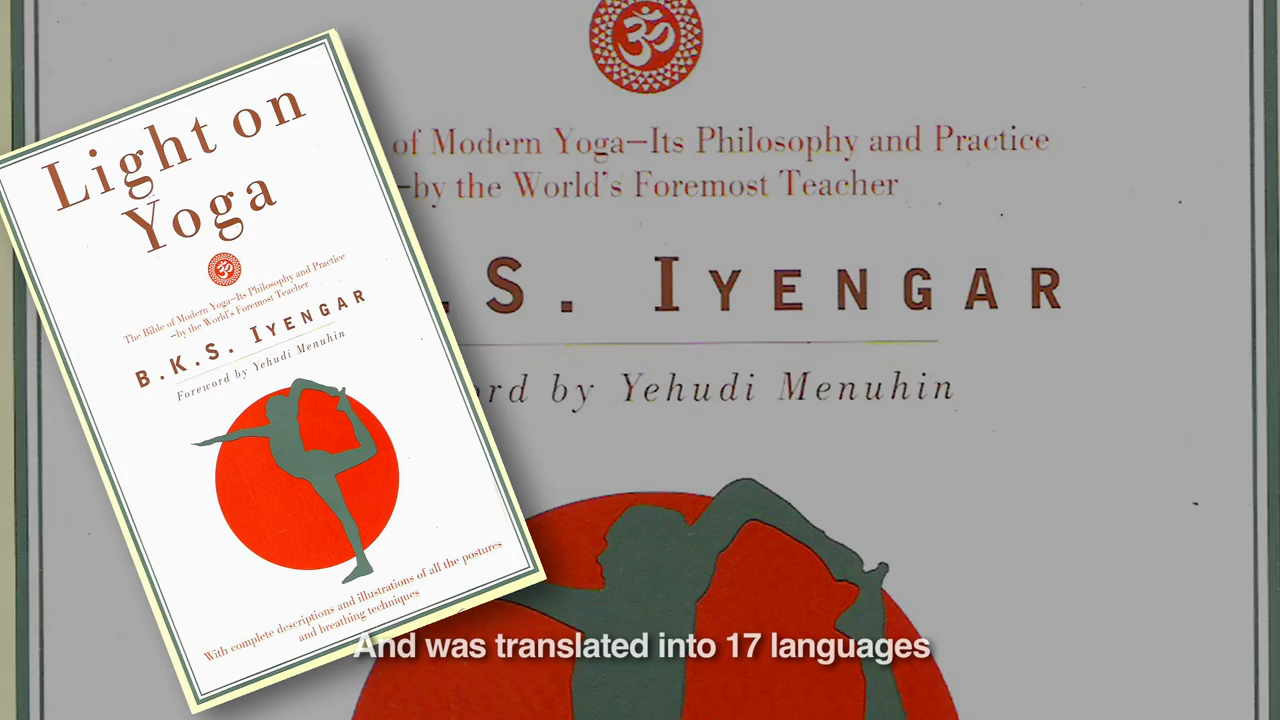 Light on
Yoga
ॐ
The Bible of Modern Yoga—Its Philosophy and Practice
—by the World's Foremost Teacher
B.K.S. IYENGAR
Foreword by Yehudi Menuhin
With complete descriptions and illustrations of all the postures
and breathing techniques
ॐ
of Modern Yoga—Its Philosophy and Practice
—by the World's Foremost Teacher
.S. IYENGAR
rd by Yehudi Menuhin
And was translated into 17 languages